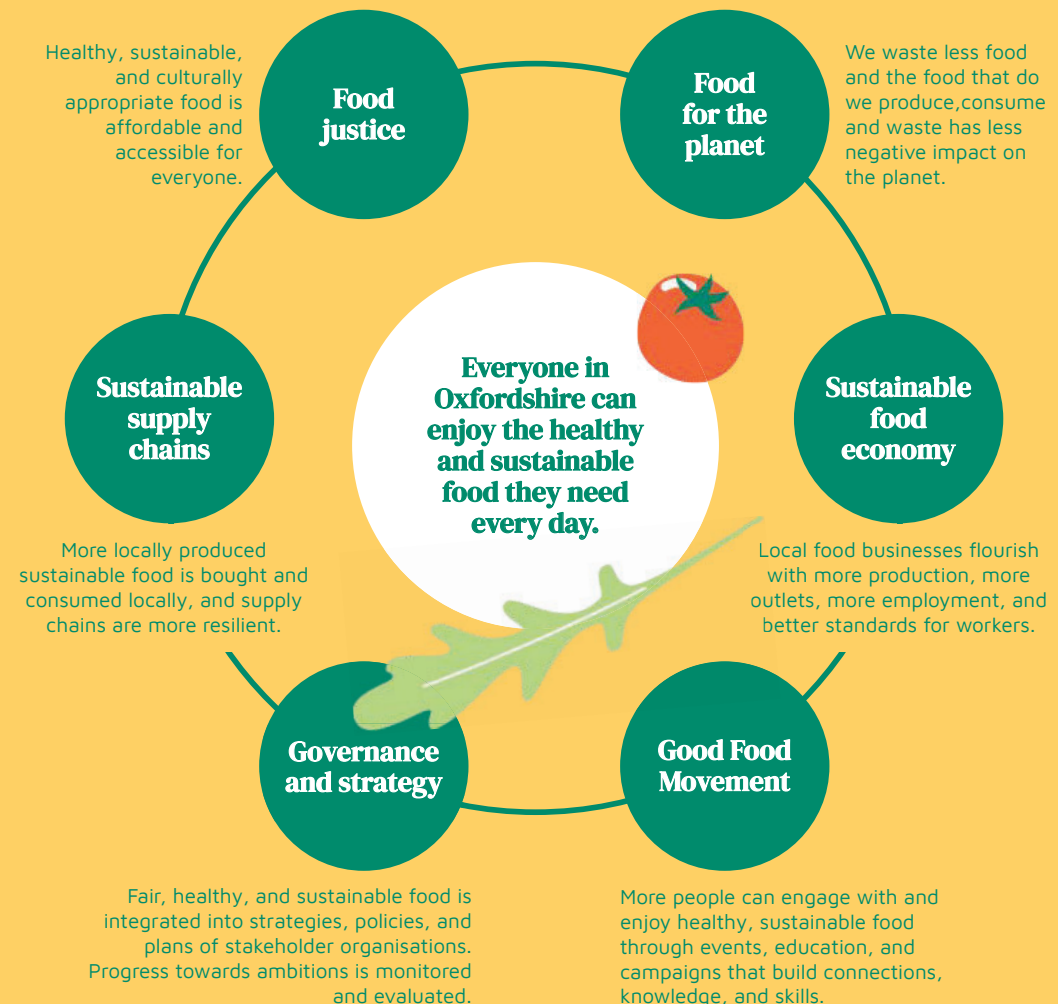 Food
justice
Healthy, sustainable,
and culturally
appropriate food is
affordable and
accessible for
everyone.
Food
for the
planet
We waste less food
and the food that do
we produce,consume
and waste has less
negative impact on
the planet.
Everyone in
Oxfordshire can
enjoy the healthy
and sustainable
food they need
every day.
Sustainable
supply
chains
More locally produced
sustainable food is bought and
consumed locally, and supply
chains are more resilient.
Sustainable
food
economy
Local food businesses flourish
with more production, more
outlets, more employment, and
better standards for workers.
Governance
and strategy
Fair, healthy, and sustainable food is
integrated into strategies, policies, and
plans of stakeholder organisations.
Progress towards ambitions is monitored
and evaluated.
Good Food
Movement
More people can engage with and
enjoy healthy, sustainable food
through events, education, and
campaigns that build connections,
knowledge, and skills.